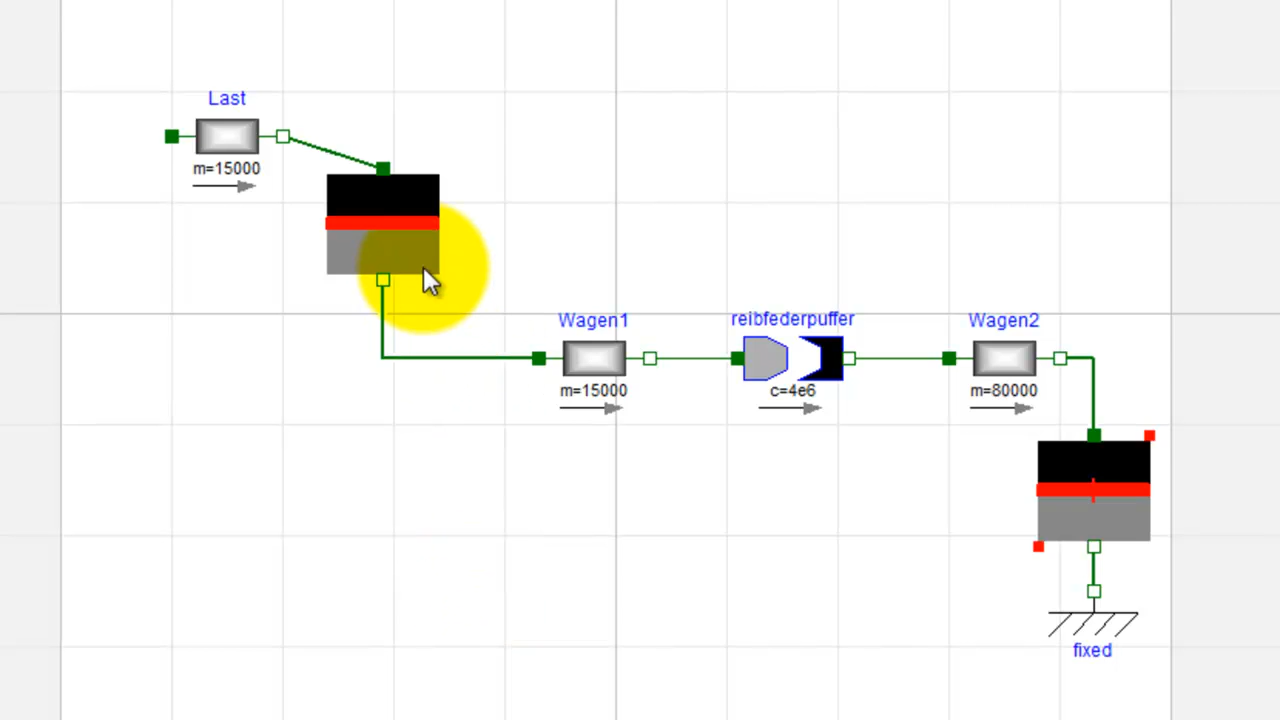 Last
m=15000
Wagen1
m=15000
reibfederpuffer
c=4e6
Wagen2
m=80000
fixed